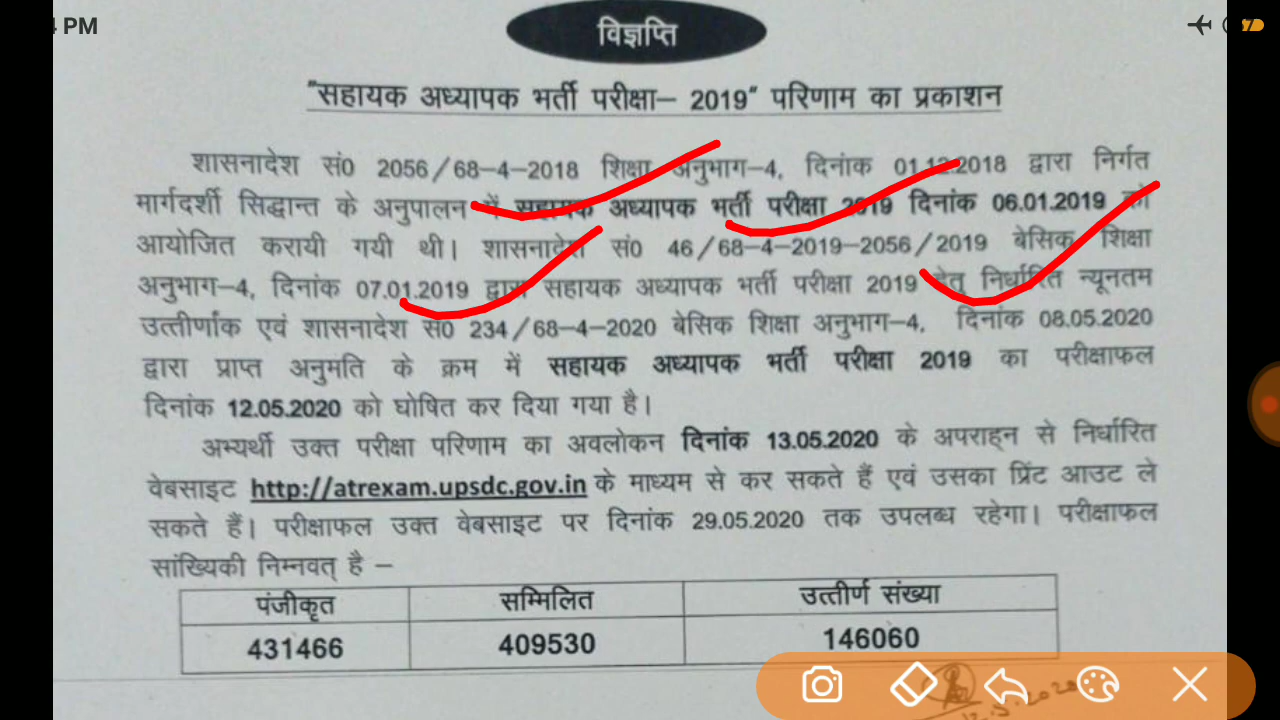 4 PM
विज्ञप्ति
"सहायक अध्यापक भर्ती परीक्षा– 2019" परिणाम का प्रकाशन
शासनादेश सं0 2056/68–4–2018 शिक्षा अनुभाग–4, दिनांक 01.12.2018 द्वारा निर्गत
मार्गदर्शी सिद्धान्त के अनुपालन में सहायक अध्यापक भर्ती परीक्षा 2019 दिनांक 06.01.2019 को
आयोजित करायी गयी थी। शासनादेश सं0 46/68–4–2019–2056/2019 बेसिक शिक्षा
अनुभाग–4, दिनांक 07.01.2019 द्वारा सहायक अध्यापक भर्ती परीक्षा 2019 हेतु निर्धारित न्यूनतम
उत्तीर्णांक एवं शासनादेश सं0 234/68–4–2020 बेसिक शिक्षा अनुभाग–4, दिनांक 08.05.2020
द्वारा प्राप्त अनुमति के क्रम में सहायक अध्यापक भर्ती परीक्षा 2019 का परीक्षाफल
दिनांक 12.05.2020 को घोषित कर दिया गया है।
अभ्यर्थी उक्त परीक्षा परिणाम का अवलोकन दिनांक 13.05.2020 के अपराह्न से निर्धारित
वेबसाइट http://atrexam.upsdc.gov.in के माध्यम से कर सकते हैं एवं उसका प्रिंट आउट ले
सकते हैं। परीक्षाफल उक्त वेबसाइट पर दिनांक 29.05.2020 तक उपलब्ध रहेगा। परीक्षाफल
सांख्यिकी निम्नवत् है –
पंजीकृत सम्मिलित उत्तीर्ण संख्या
431466 409530 146060